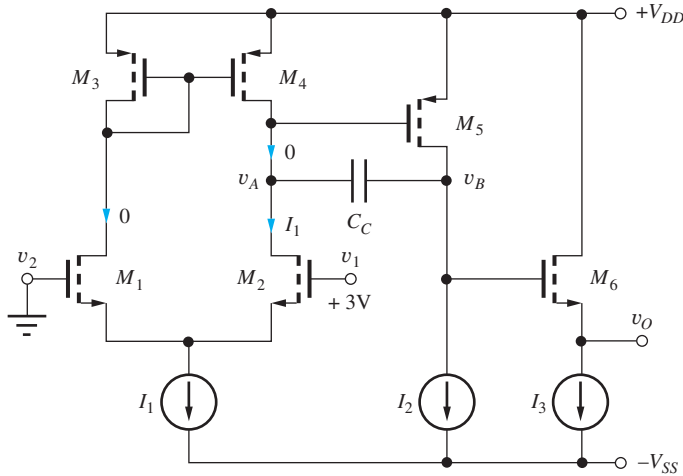 +V_DD
M_3
M_4
M_5
0
v_A
v_B
C_C
0
I_1
v_2
M_1
M_2
v_1
+ 3V
M_6
v_O
I_1
I_2
I_3
-V_SS